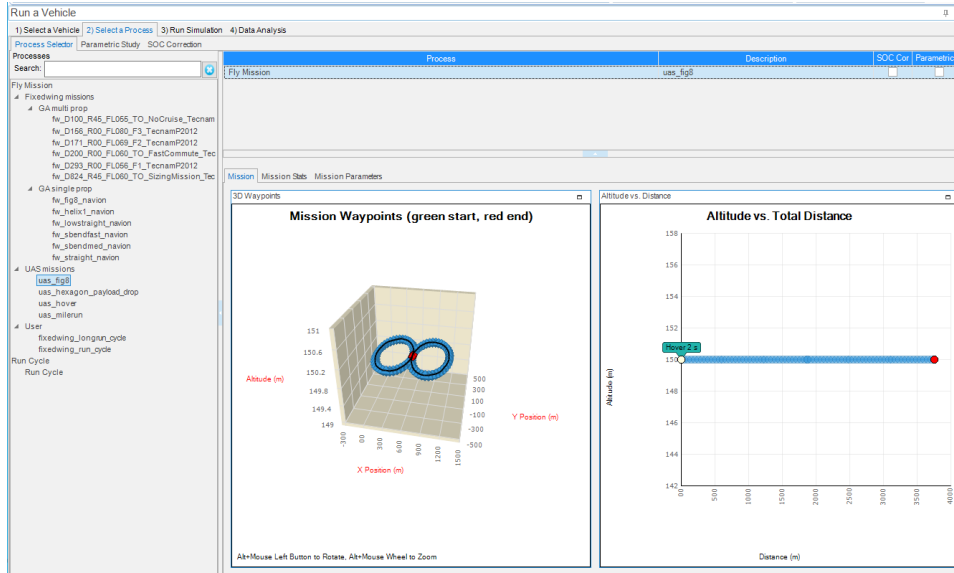 Run a Vehicle
1) Select a Vehicle 2) Select a Process 3) Run Simulation 4) Data Analysis
Process Selector Parametric Study SOC Correction
Processes
Search:
Fly Mission
Fixedwing missions
GA multi prop
fw_D100_R45_FL055_TO_NoCruise_Tecnam
fw_D156_R00_FL080_F3_TecnamP2012
fw_D171_R00_FL069_F2_TecnamP2012
fw_D200_R00_FL060_TO_FastCommute_Tec
fw_D293_R00_FL056_F1_TecnamP2012
fw_D924_R45_FL060_TO_SizingMission_Tec
GA single prop
fw_fig8_navion
fw_helix1_navion
fw_lowstraight_navion
fw_sbendfast_navion
fw_sbendmed_navion
fw_straight_navion
UAS missions
uas_fig8
uas_hexagon_payload_drop
uas_hover
uas_milerun
User
fixedwing_longrun_cycle
fixedwing_run_cycle
Run Cycle
Run Cycle
Process Description SOC Cor Parametric
Fly Mission uas_fig8
Mission Mission Stats Mission Parameters
3D Waypoints
Mission Waypoints (green start, red end)
151
150.6
150.2
149.8
149.4
149
Altitude (m)
-300 00 300 600 900 1200 1500
X Position (m)
500
300
100
-100
-300
-500
Y Position (m)
Alt+Mouse Left Button to Rotate, Alt+Mouse Wheel to Zoom
Altitude vs. Distance
Altitude vs. Total Distance
158
156
154
152
150
148
146
144
142
Altitude (m)
Hover 2 s
00 500 1000 1500 2000 2500 3000 3500 4000
Distance (m)